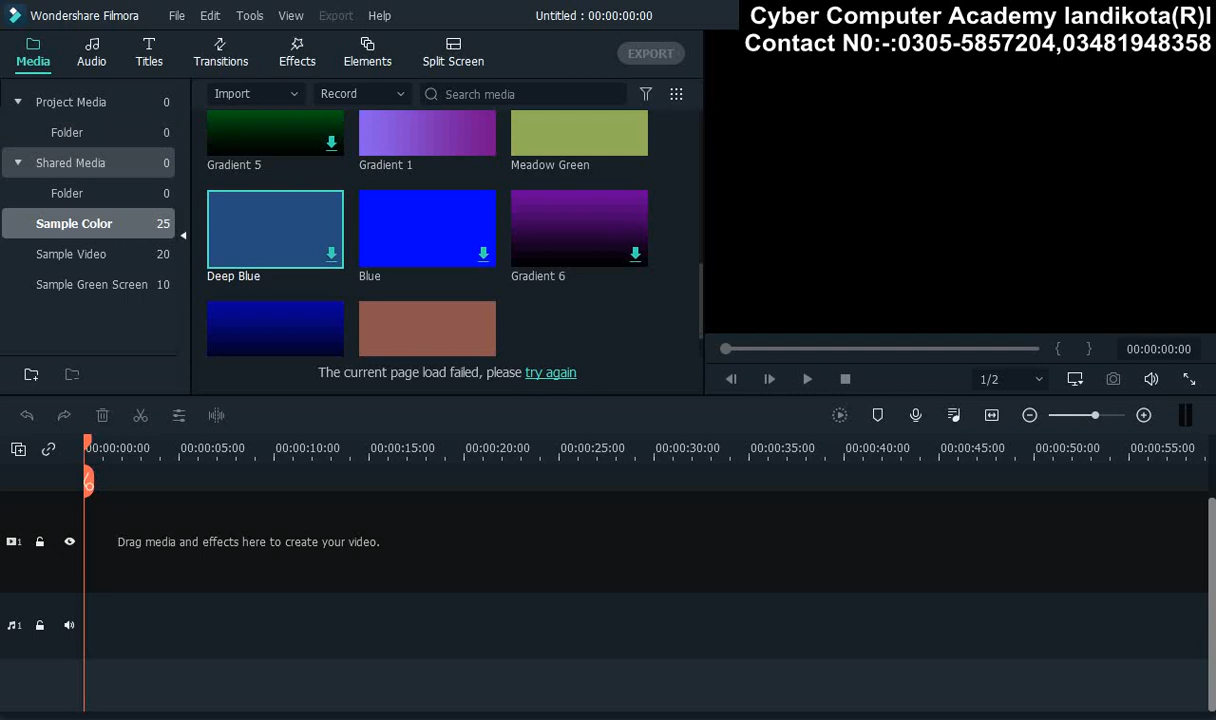 Wondershare Filmora File Edit Tools View Export Help Untitled : 00:00:00:00
Cyber Computer Academy landikota(R)I
Contact N0:-:0305-5857204,03481948358
Media Audio Titles Transitions Effects Elements Split Screen EXPORT
Import Record Search media
Project Media 0
Folder 0
Shared Media 0
Folder 0
Sample Color 25
Sample Video 20
Sample Green Screen 10
Gradient 5 Gradient 1 Meadow Green
Deep Blue Blue Gradient 6
The current page load failed, please try again
{ } 00:00:00:00
1/2
00:00:00:00 00:00:05:00 00:00:10:00 00:00:15:00 00:00:20:00 00:00:25:00 00:00:30:00 00:00:35:00 00:00:40:00 00:00:45:00 00:00:50:00 00:00:55:00
1 Drag media and effects here to create your video.
1